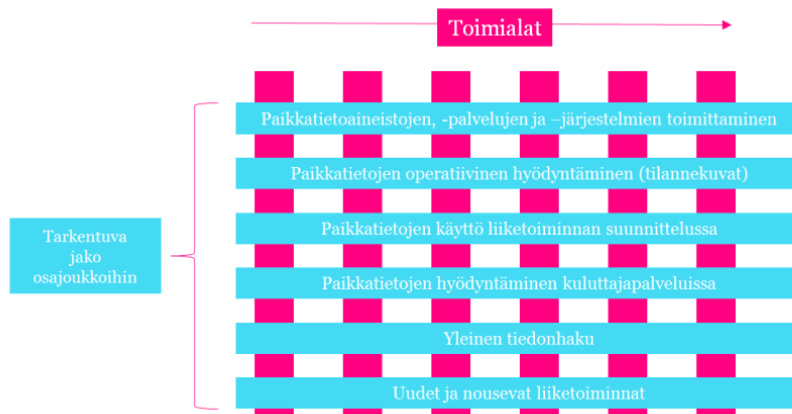 Toimialat
Paikkatietoaineistojen, -palvelujen ja –järjestelmien toimittaminen
Paikkatietojen operatiivinen hyödyntäminen (tilannekuvat)
Paikkatietojen käyttö liiketoiminnan suunnittelussa
Tarkentuva
jako
osajoukkoihin
Paikkatietojen hyödyntäminen kuluttajapalveluissa
Yleinen tiedonhaku
Uudet ja nousevat liiketoiminnat